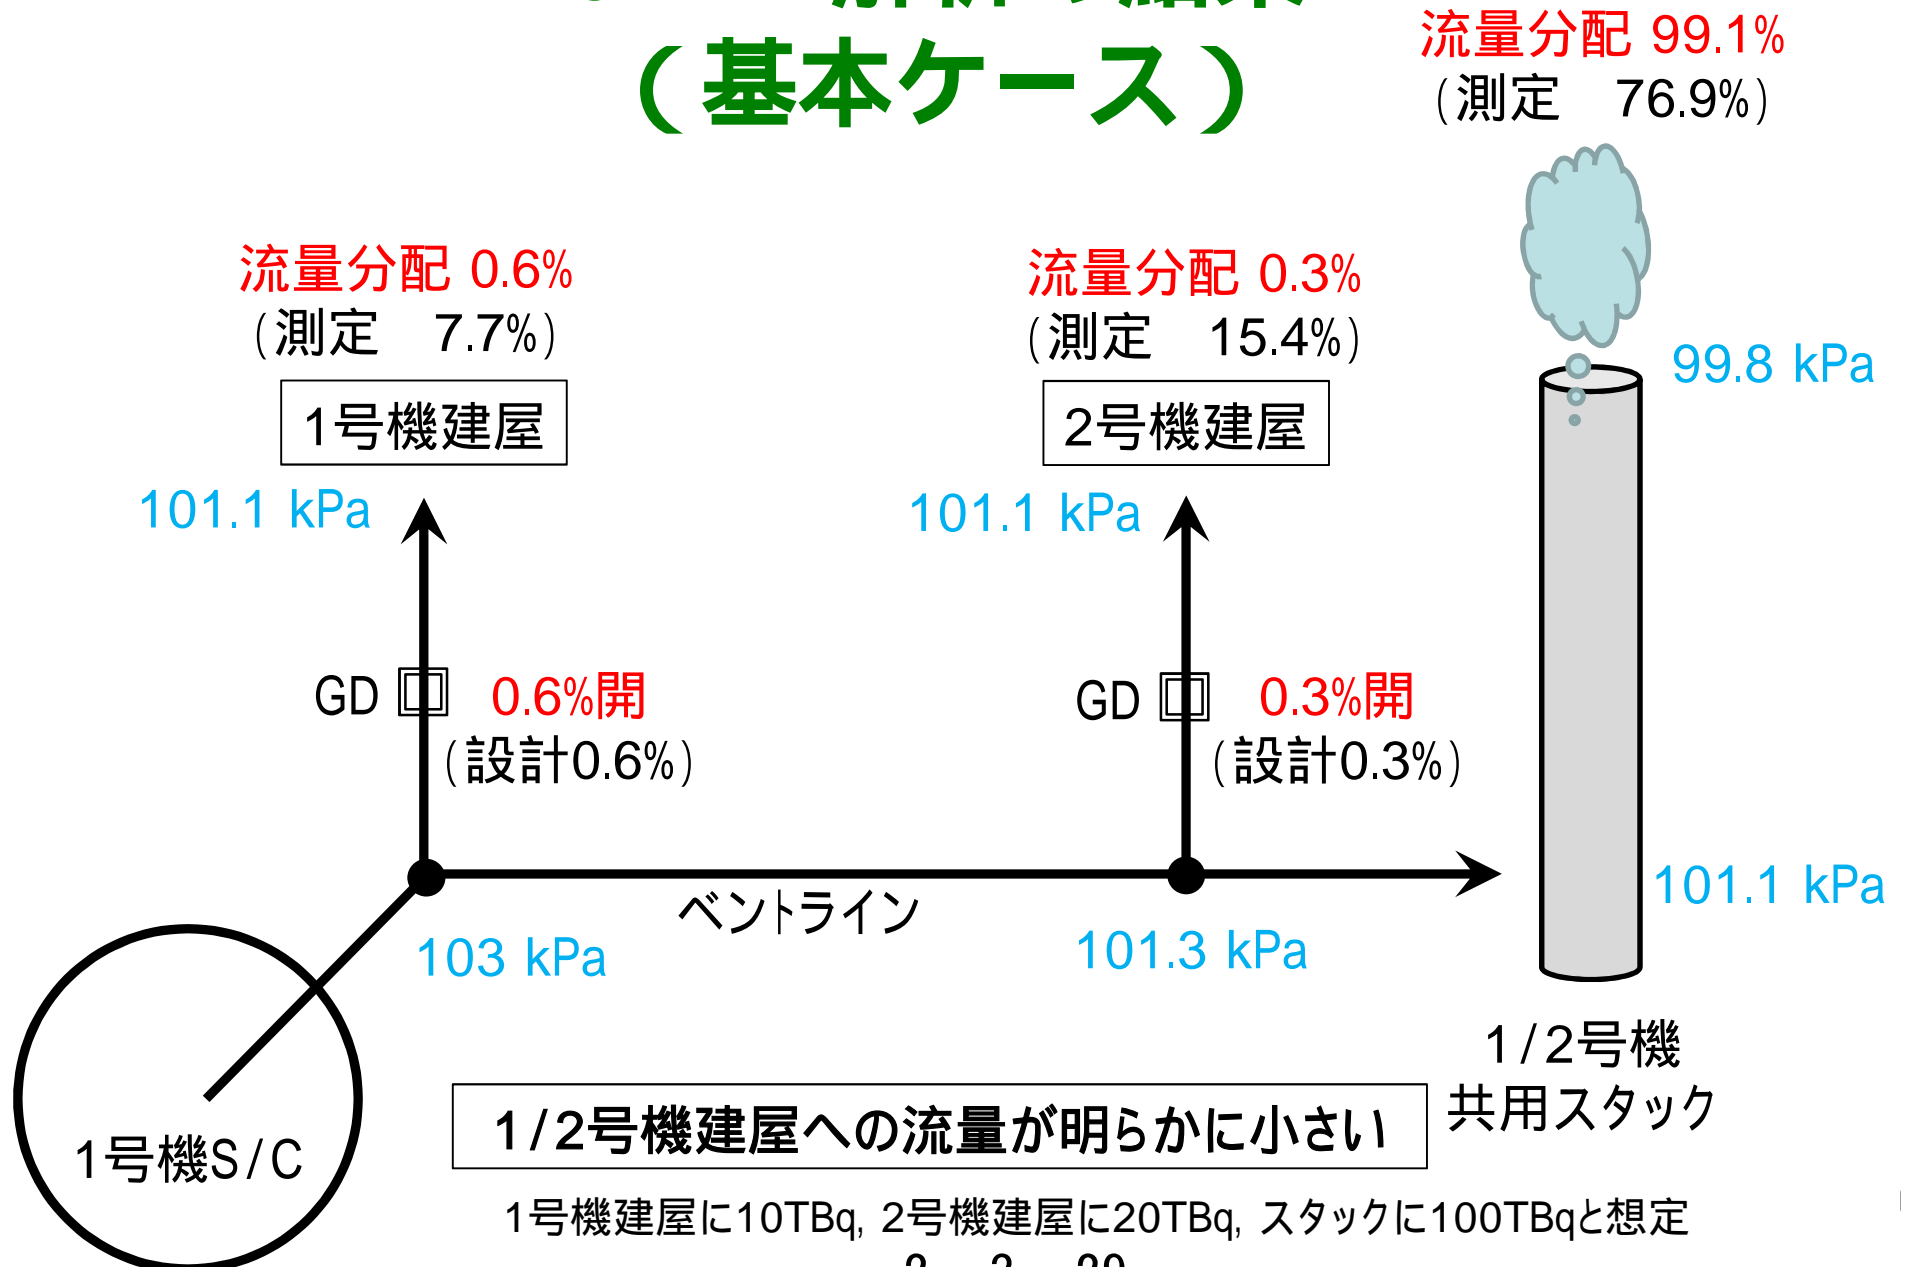 (基本ケース)
流量分配 99.1%
(測定　76.9%)
流量分配 0.6%
(測定　7.7%)
流量分配 0.3%
(測定　15.4%)
99.8 kPa
1号機建屋
2号機建屋
101.1 kPa
101.1 kPa
GD
0.6%開
(設計0.6%)
GD
0.3%開
(設計0.3%)
101.1 kPa
ベントライン
103 kPa
101.3 kPa
1/2号機
共用スタック
1号機S/C
1/2号機建屋への流量が明らかに小さい
1号機建屋に10TBq, 2号機建屋に20TBq, スタックに100TBqと想定